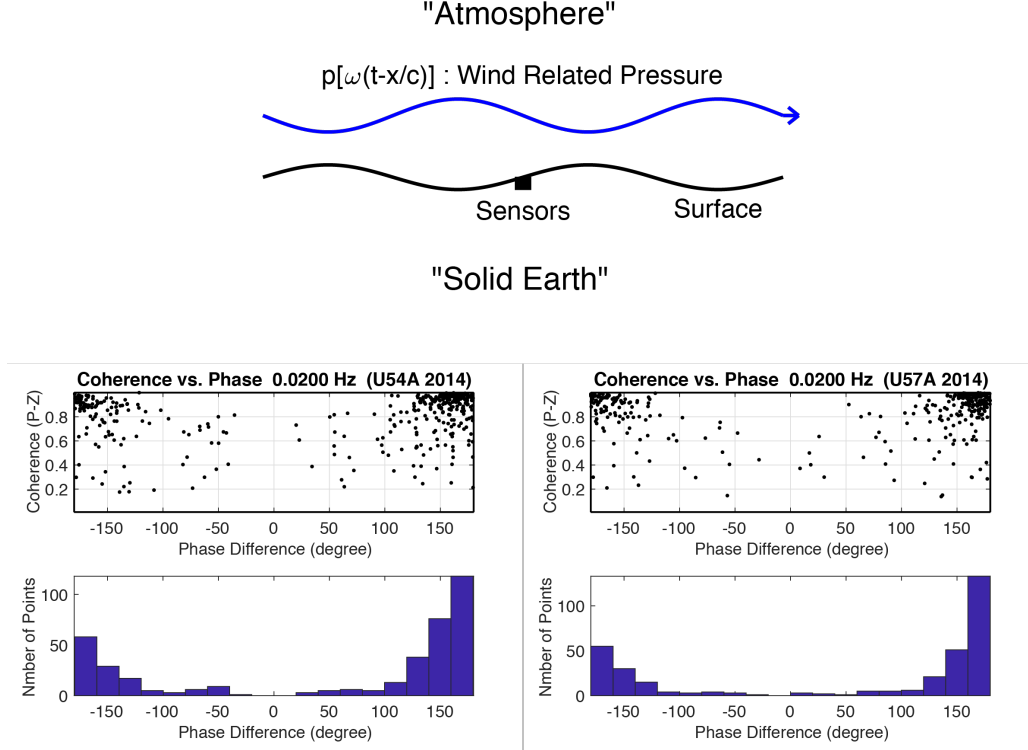 "Atmosphere"
p[ω(t-x/c)] : Wind Related Pressure
Sensors
Surface
"Solid Earth"
Coherence vs. Phase  0.0200 Hz  (U54A 2014)
Coherence (P-Z)
0.8
0.6
0.4
0.2
-150 -100 -50 0 50 100 150
Phase Difference (degree)
Nmber of Points
100
50
0
-150 -100 -50 0 50 100 150
Phase Difference (degree)
Coherence vs. Phase  0.0200 Hz  (U57A 2014)
Coherence (P-Z)
0.8
0.6
0.4
0.2
-150 -100 -50 0 50 100 150
Phase Difference (degree)
Nmber of Points
100
50
0
-150 -100 -50 0 50 100 150
Phase Difference (degree)